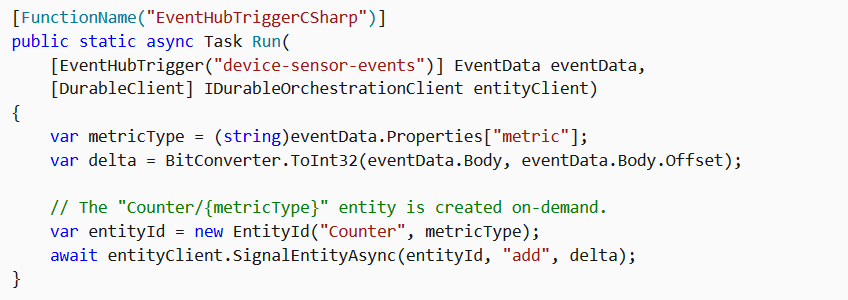 [FunctionName("EventHubTriggerCSharp")]
public static async Task Run(
    [EventHubTrigger("device-sensor-events")] EventData eventData,
    [DurableClient] IDurableOrchestrationClient entityClient)
{
    var metricType = (string)eventData.Properties["metric"];
    var delta = BitConverter.ToInt32(eventData.Body, eventData.Body.Offset);

    // The "Counter/{metricType}" entity is created on-demand.
    var entityId = new EntityId("Counter", metricType);
    await entityClient.SignalEntityAsync(entityId, "add", delta);
}